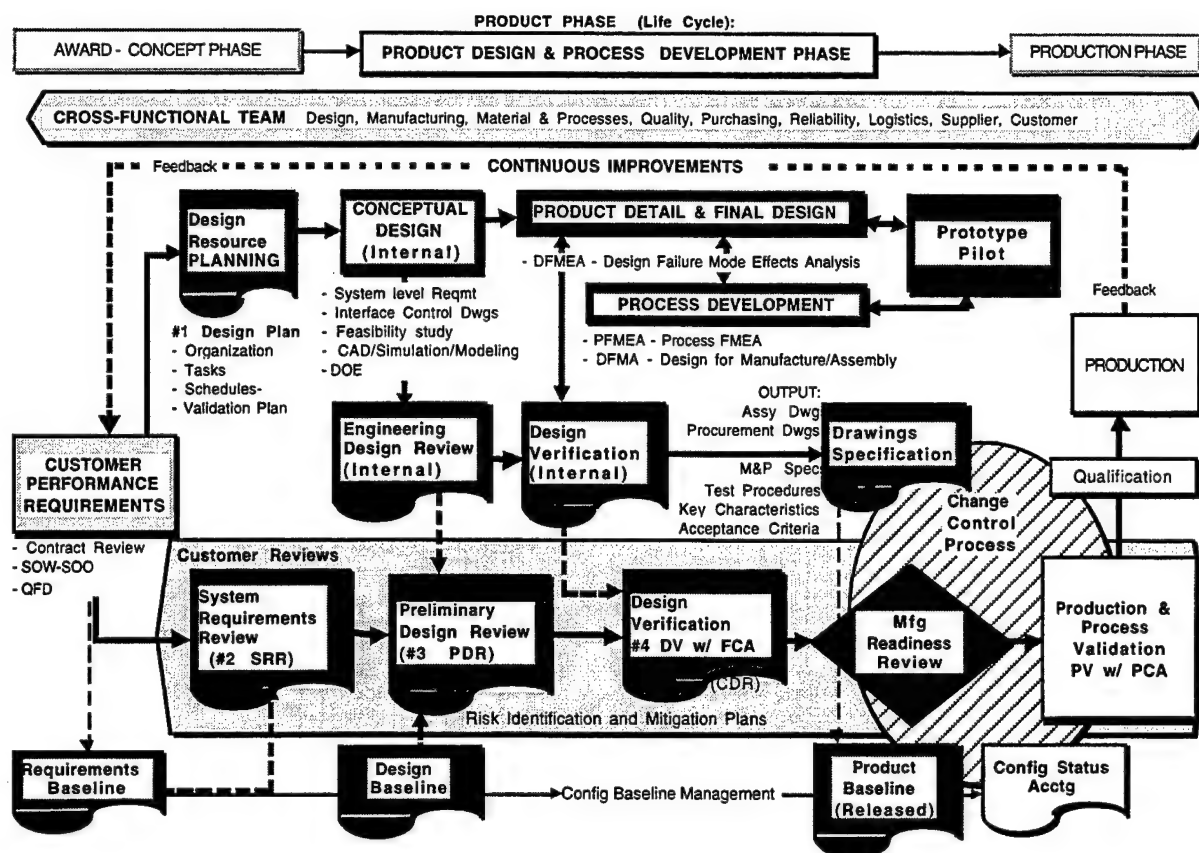 PRODUCT PHASE (Life Cycle):
AWARD - CONCEPT PHASE
PRODUCT DESIGN & PROCESS DEVELOPMENT PHASE
PRODUCTION PHASE
CROSS-FUNCTIONAL TEAM Design, Manufacturing, Material & Processes, Quality, Purchasing, Reliability, Logistics, Supplier, Customer
Feedback
CONTINUOUS IMPROVEMENTS
Design
Resource
PLANNING
CONCEPTUAL
DESIGN
(Internal)
PRODUCT DETAIL & FINAL DESIGN
Prototype
Pilot
- DFMEA - Design Failure Mode Effects Analysis
PROCESS DEVELOPMENT
Feedback
- System level Reqmt
- Interface Control Dwgs
- Feasibility study
- CAD/Simulation/Modeling
- DOE
#1 Design Plan
- Organization
- Tasks
- Schedules-
- Validation Plan
- PFMEA - Process FMEA
- DFMA - Design for Manufacture/Assembly
PRODUCTION
OUTPUT:
Assy Dwg
Procurement Dwgs
M&P Specs
Test Procedures
Key Characteristics
Acceptance Criteria
Engineering
Design Review
(Internal)
Design
Verification
(Internal)
Drawings
Specification
CUSTOMER
PERFORMANCE
REQUIREMENTS
Qualification
Change
Control
Process
- Contract Review
- SOW-SOO
- QFD
Customer Reviews
System
Requirements
Review
(#2 SRR)
Preliminary
Design Review
(#3 PDR)
Design
Verification
#4 DV w/ FCA
(CDR)
Mfg
Readiness
Review
Production &
Process
Validation
PV w/ PCA
Risk Identification and Mitigation Plans
Requirements
Baseline
Design
Baseline
Config Baseline Management
Product
Baseline
(Released)
Config Status
Acctg